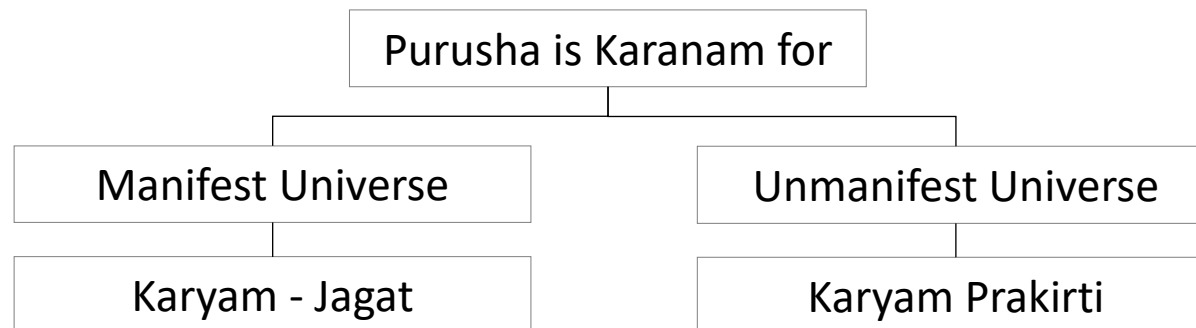 Purusha is Karanam for
Manifest Universe
Unmanifest Universe
Karyam - Jagat
Karyam Prakirti